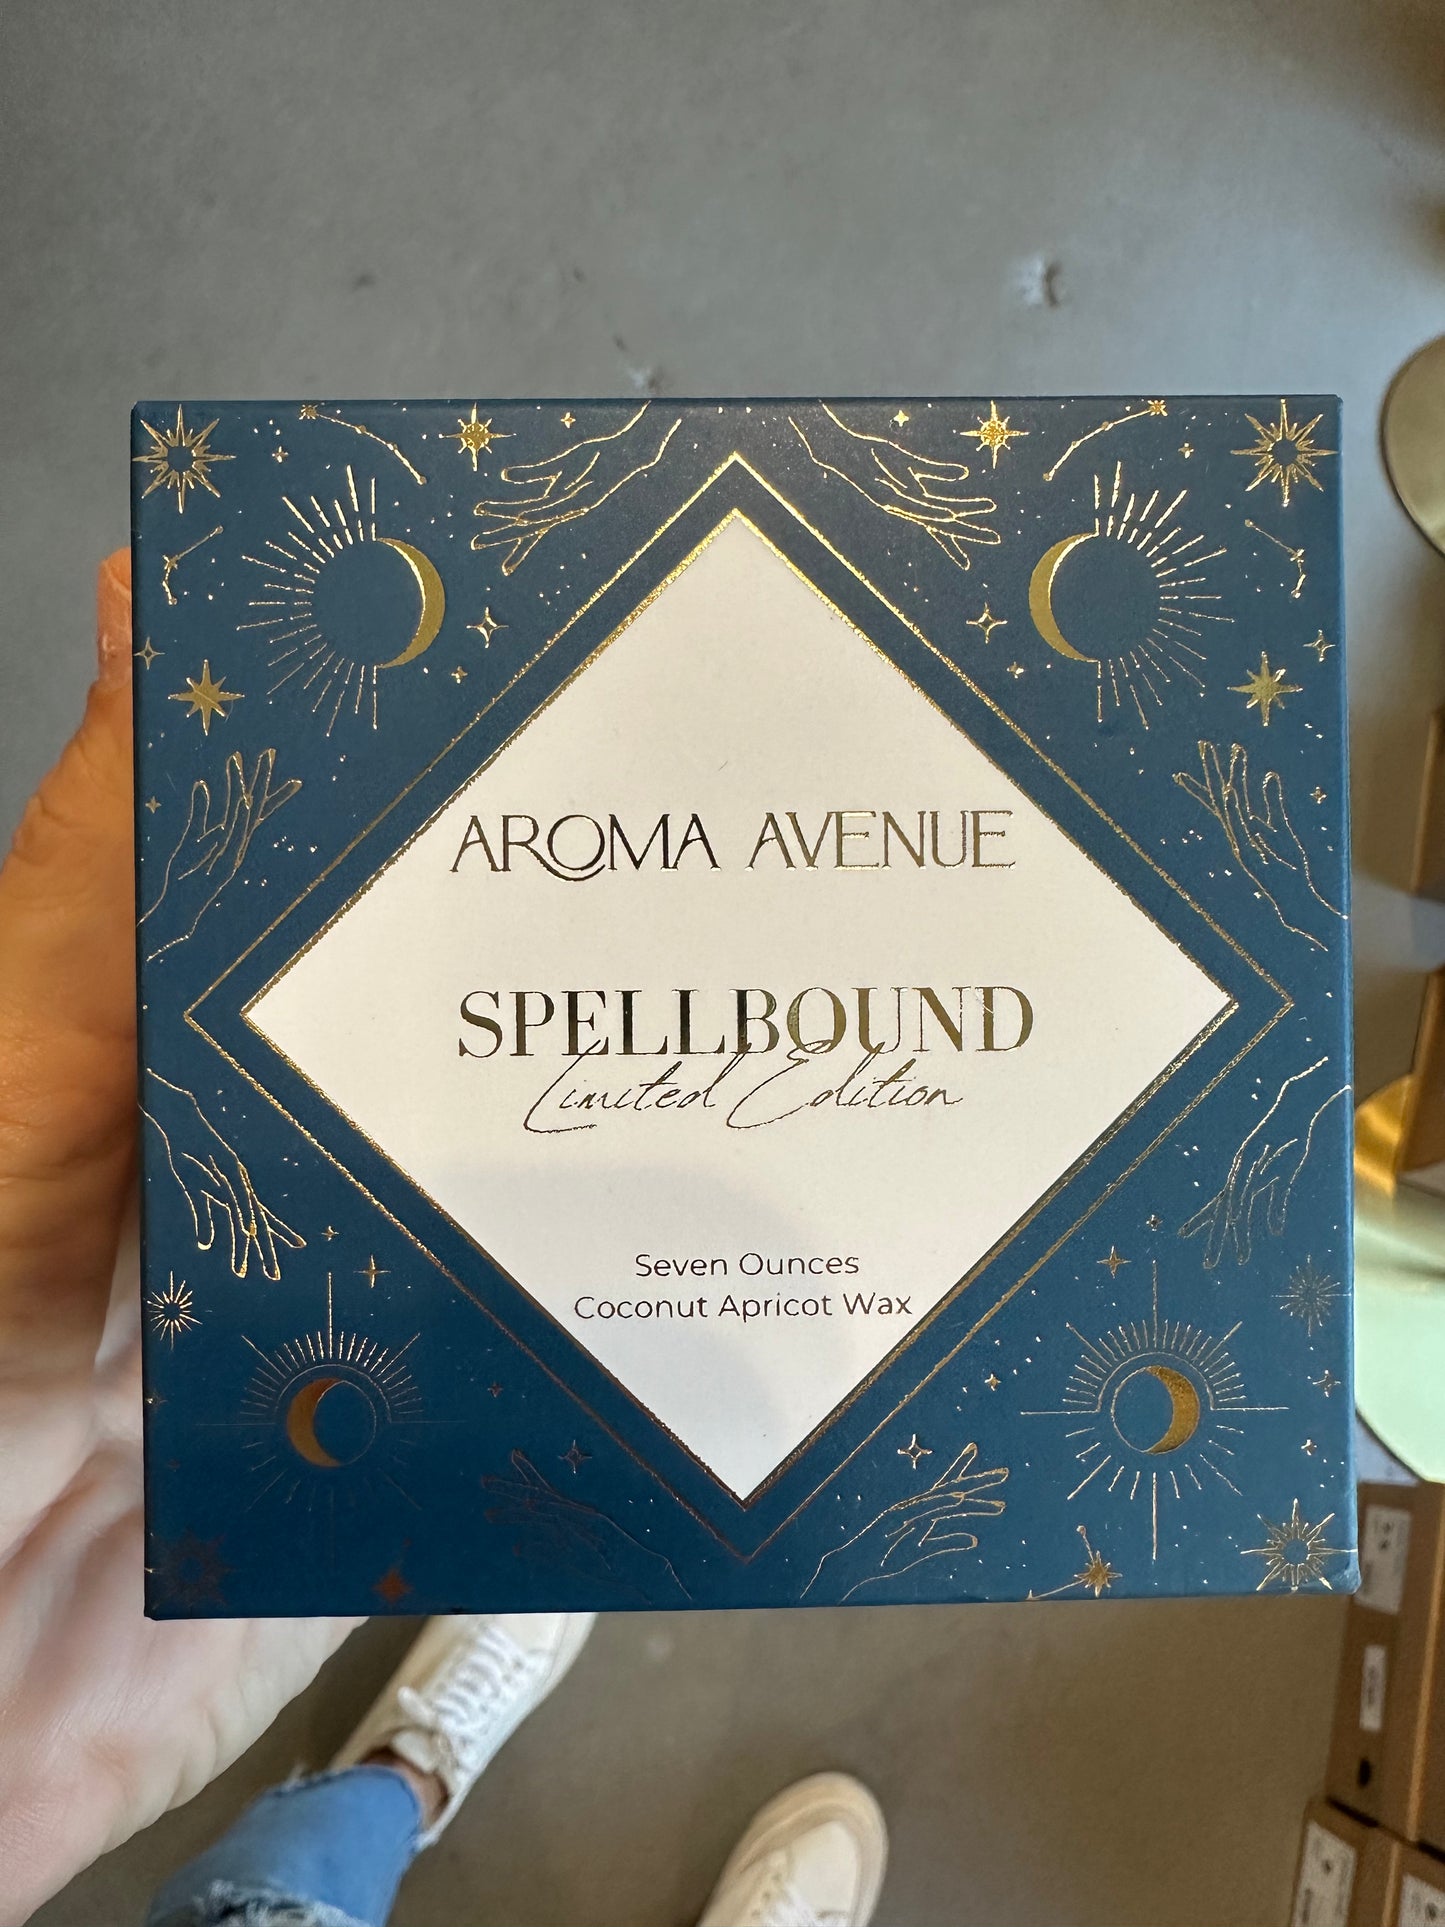 AROMA AVENUE
SPELLBOUND
Limited Edition
Seven Ounces
Coconut Apricot Wax